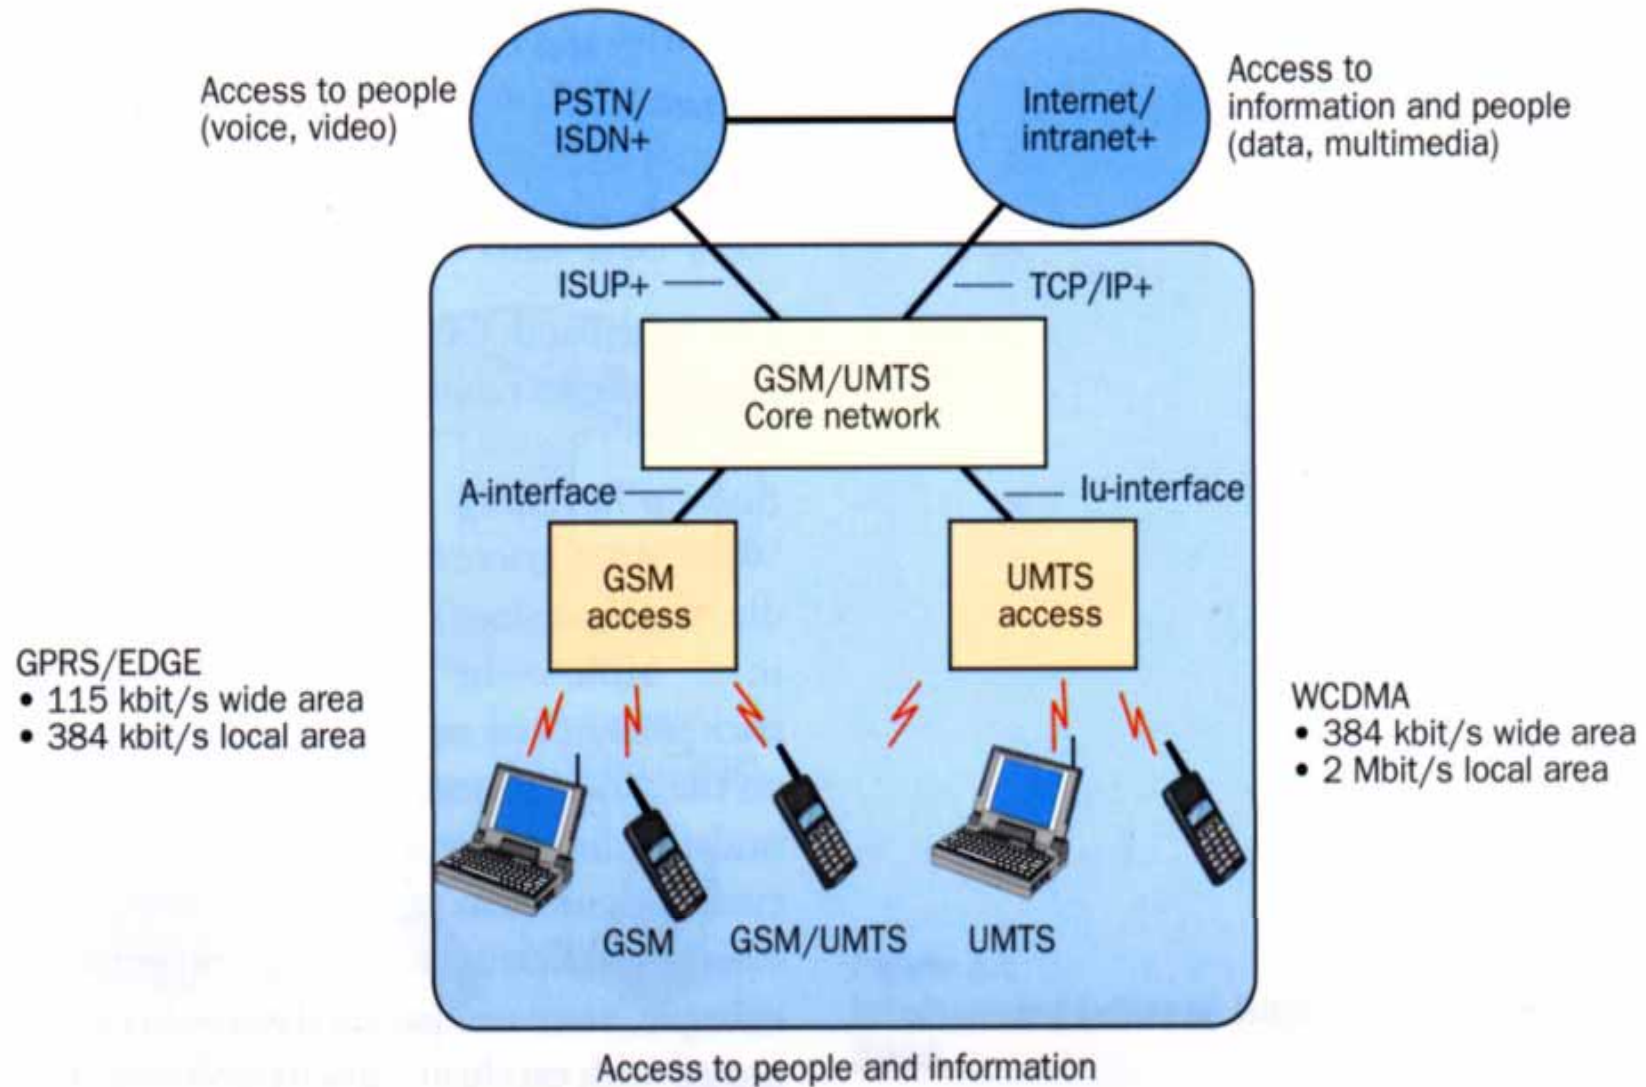 Access to people
(voice, video)
PSTN/
ISDN+
Internet/
intranet+
Access to
information and people
(data, multimedia)
ISUP+
TCP/IP+
GSM/UMTS
Core network
A-interface
Iu-interface
GSM
access
UMTS
access
GPRS/EDGE
• 115 kbit/s wide area
• 384 kbit/s local area
WCDMA
• 384 kbit/s wide area
• 2 Mbit/s local area
GSM
GSM/UMTS
UMTS
Access to people and information